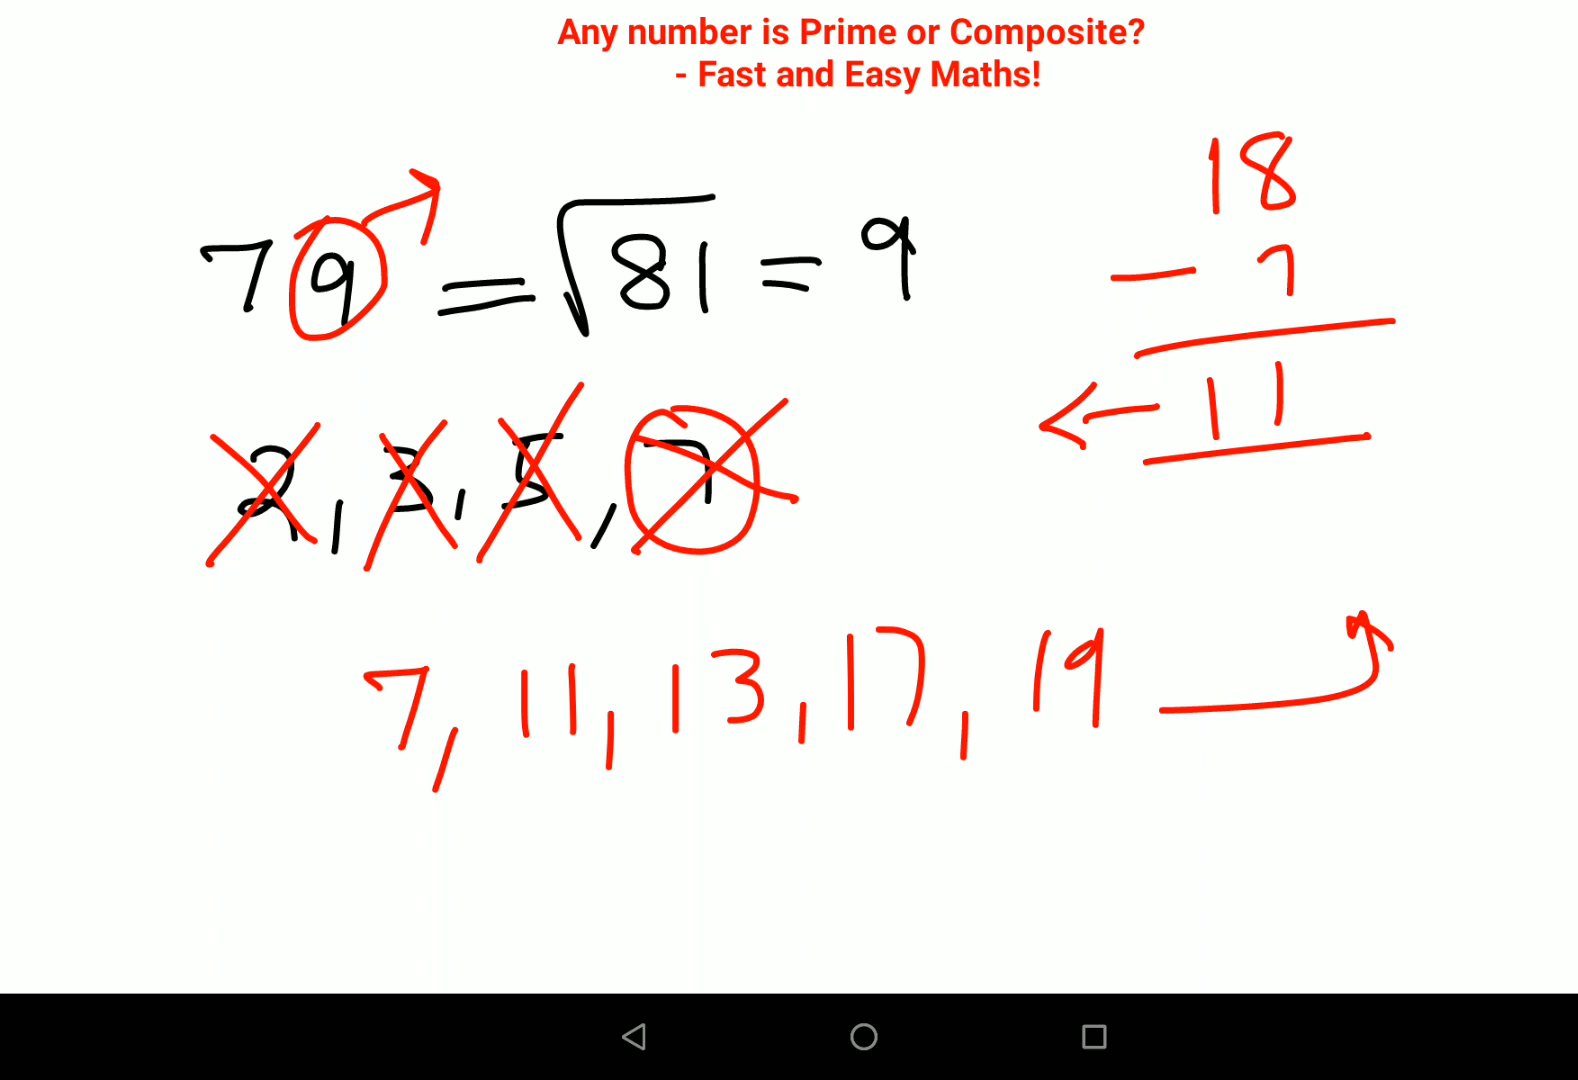 Any number is Prime or Composite?
- Fast and Easy Maths!
79 = √81 = 9
18
- 7
11
2, 3, 5, 7
7, 11, 13, 17, 19